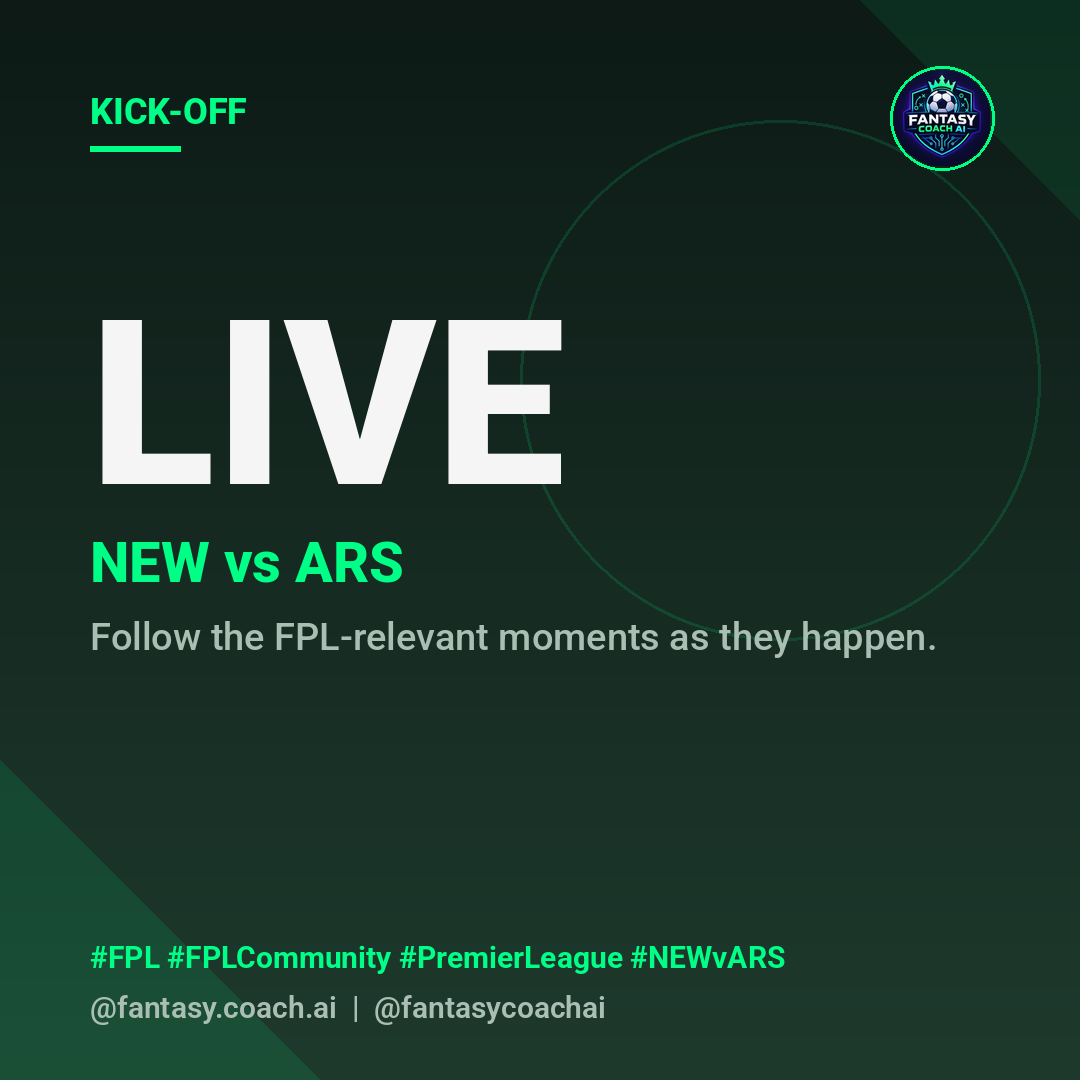 KICK-OFF
FANTASY
COACH AI
LIVE
NEW vs ARS
Follow the FPL-relevant moments as they happen.
#FPL #FPLCommunity #PremierLeague #NEWvARS
@fantasy.coach.ai | @fantasycoachai